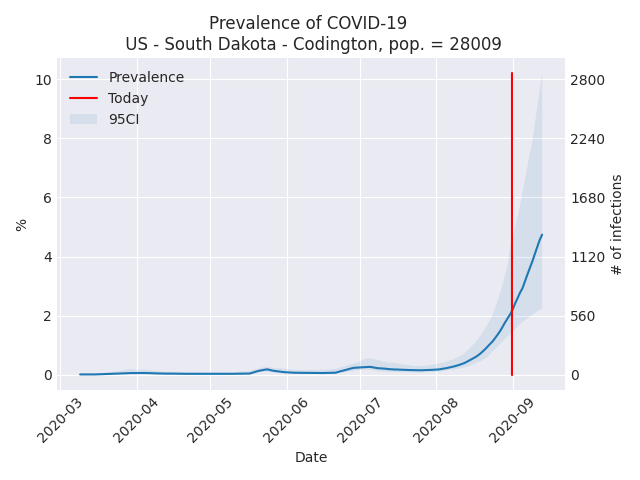 Prevalence of COVID-19
US - South Dakota - Codington, pop. = 28009
Prevalence
Today
95CI
10
8
6
4
2
0
%
2800
2240
1680
1120
560
0
# of infections
2020-03
2020-04
2020-05
2020-06
2020-07
2020-08
2020-09
Date